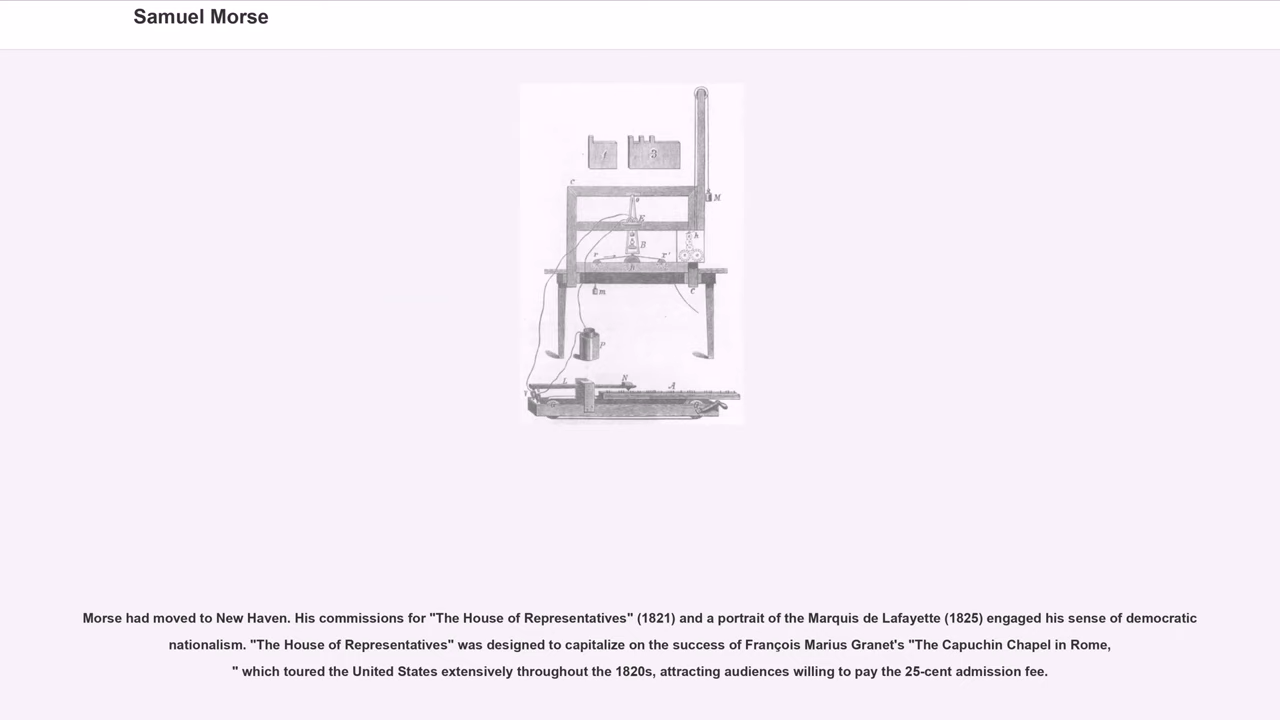 Samuel Morse
1 3
C
M
a
E
h
B
r r'
b
m
e
P
L N A
Morse had moved to New Haven. His commissions for "The House of Representatives" (1821) and a portrait of the Marquis de Lafayette (1825) engaged his sense of democratic
nationalism. "The House of Representatives" was designed to capitalize on the success of François Marius Granet's "The Capuchin Chapel in Rome,
" which toured the United States extensively throughout the 1820s, attracting audiences willing to pay the 25-cent admission fee.